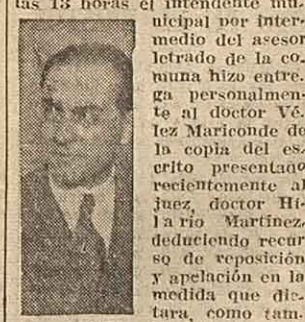 tas 13 horas el intendente mu-
nicipal por inter-
medio del asesor
letrado de la co-
muna hizo entre-
ga personalmen-
te al doctor Vé-
lez Mariconde de
la copia del es-
crito presentado
recientemente al
juez, doctor Hi-
lario Martínez,
deduciendo recur
so de reposición
y apelación en la
medida que dic-
tara, como tam-